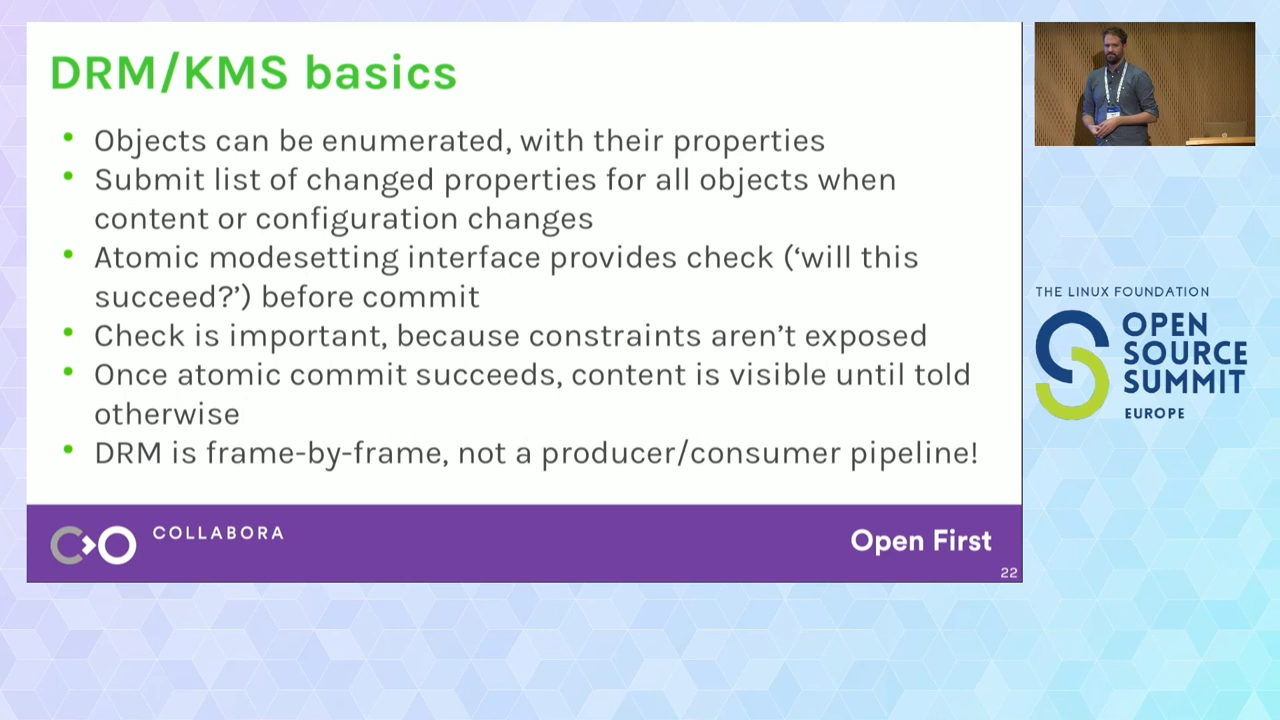 DRM/KMS basics
• Objects can be enumerated, with their properties
• Submit list of changed properties for all objects when
content or configuration changes
• Atomic modesetting interface provides check (‘will this
succeed?’) before commit
• Check is important, because constraints aren’t exposed
• Once atomic commit succeeds, content is visible until told
otherwise
• DRM is frame-by-frame, not a producer/consumer pipeline!
COLLABORA
Open First
22
THE LINUX FOUNDATION
OPEN
SOURCE
SUMMIT
EUROPE